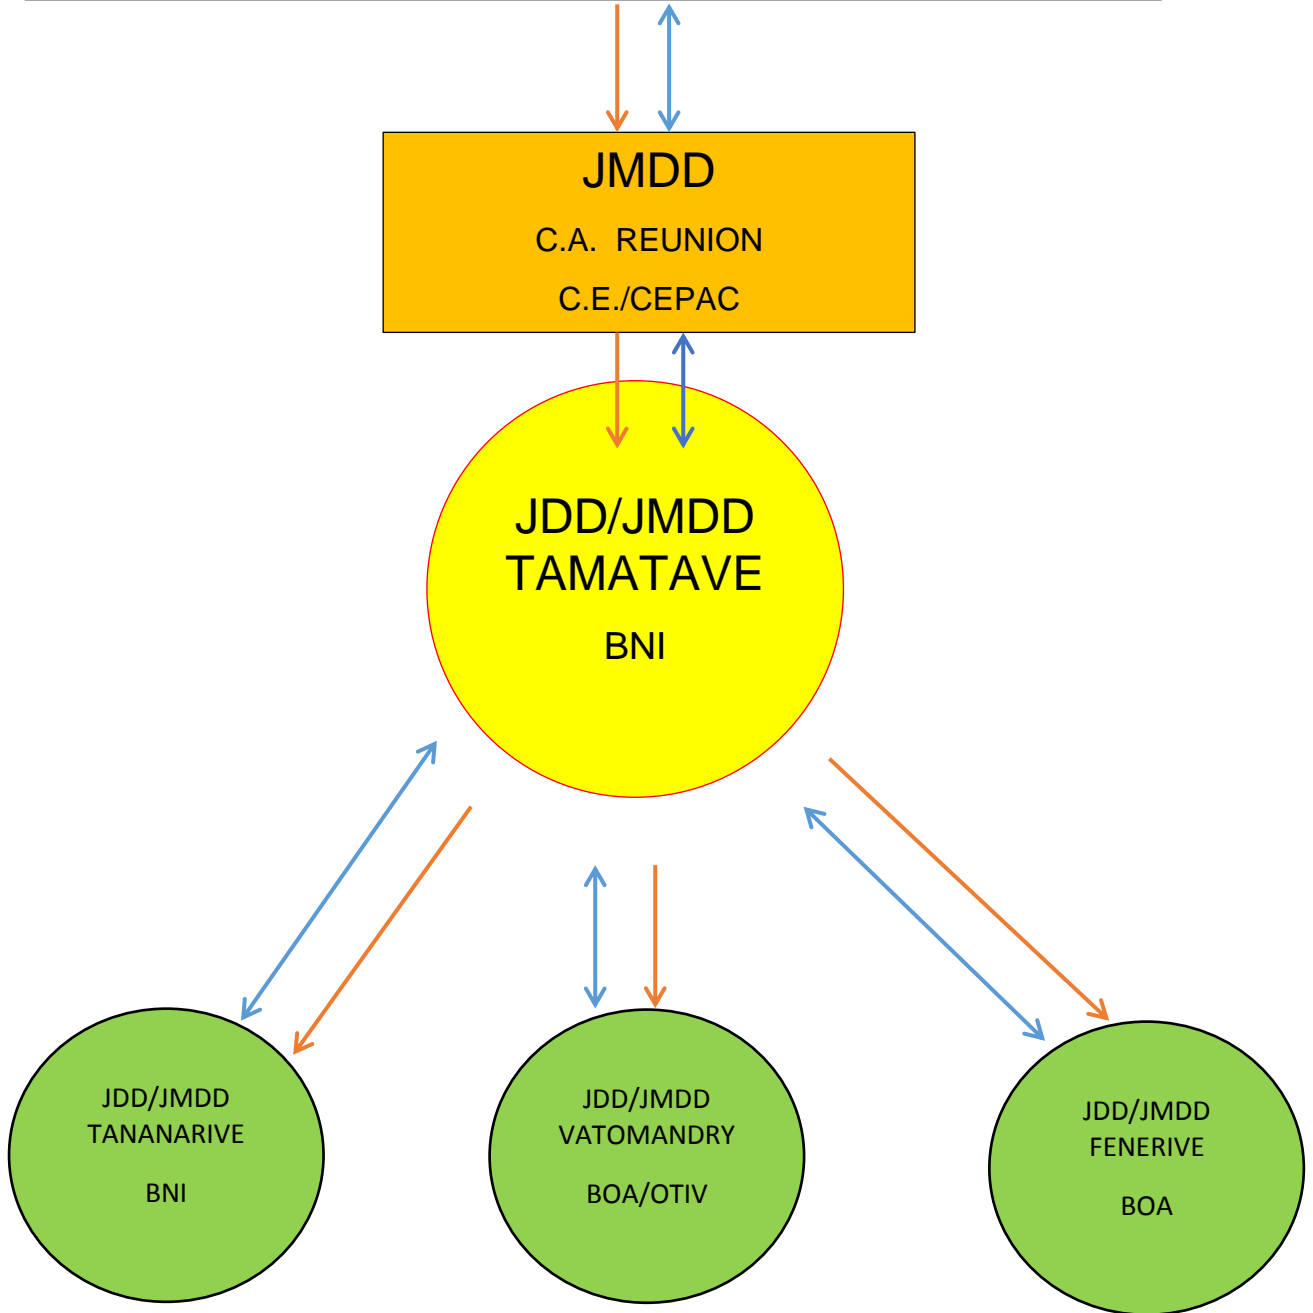 JMDD
C.A. REUNION
C.E./CEPAC
JDD/JMDD
TAMATAVE
BNI
JDD/JMDD
TANANARIVE
BNI
JDD/JMDD
VATOMANDRY
BOA/OTIV
JDD/JMDD
FENERIVE
BOA